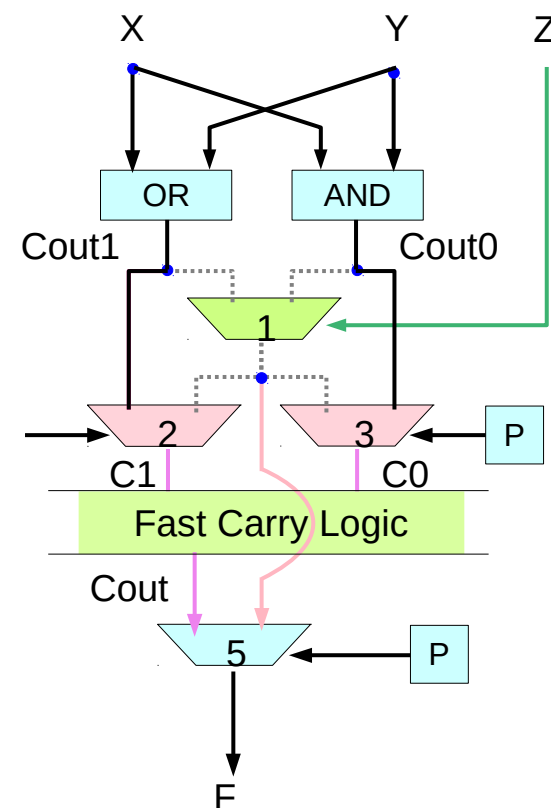 X Y Z
OR AND
Cout1 Cout0
1
2 3 P
C1 C0
Fast Carry Logic
Cout
5 P
F